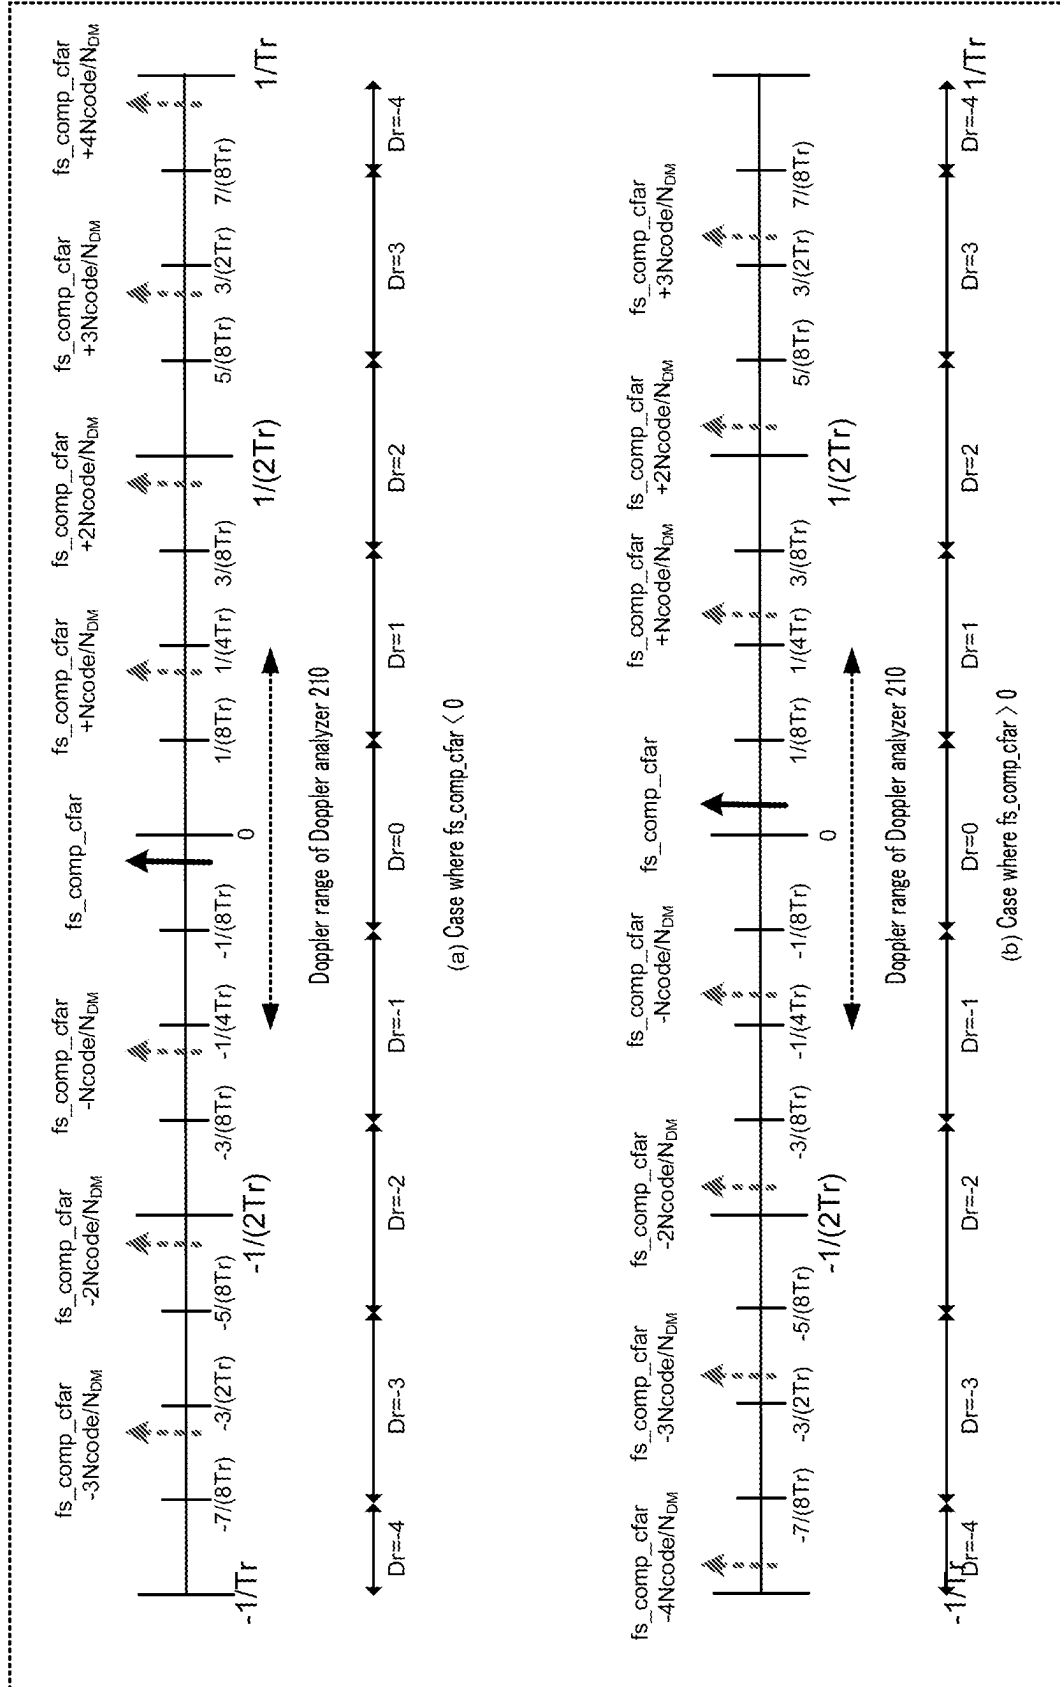 fs_comp_cfar
-3Ncode/N_DM
fs_comp_cfar
-2Ncode/N_DM
fs_comp_cfar
-Ncode/N_DM
fs_comp_cfar
fs_comp_cfar
+Ncode/N_DM
fs_comp_cfar
+2Ncode/N_DM
fs_comp_cfar
+3Ncode/N_DM
fs_comp_cfar
+4Ncode/N_DM
-1/Tr
-7/(8Tr)
-3/(2Tr)
-5/(8Tr)
-1/(2Tr)
-3/(8Tr)
-1/(4Tr)
-1/(8Tr)
0
1/(8Tr)
1/(4Tr)
3/(8Tr)
1/(2Tr)
5/(8Tr)
3/(2Tr)
7/(8Tr)
1/Tr
Doppler range of Doppler analyzer 210
Dr=-4
Dr=-3
Dr=-2
Dr=-1
Dr=0
Dr=1
Dr=2
Dr=3
Dr=-4
(a) Case where fs_comp_cfar < 0
fs_comp_cfar
-4Ncode/N_DM
fs_comp_cfar
-3Ncode/N_DM
fs_comp_cfar
-2Ncode/N_DM
fs_comp_cfar
-Ncode/N_DM
fs_comp_cfar
fs_comp_cfar
+Ncode/N_DM
fs_comp_cfar
+2Ncode/N_DM
fs_comp_cfar
+3Ncode/N_DM
-7/(8Tr)
-3/(2Tr)
-5/(8Tr)
-1/(2Tr)
-3/(8Tr)
-1/(4Tr)
-1/(8Tr)
0
1/(8Tr)
1/(4Tr)
3/(8Tr)
1/(2Tr)
5/(8Tr)
3/(2Tr)
7/(8Tr)
Doppler range of Doppler analyzer 210
-1/Tr
1/Tr
Dr=-4
Dr=-3
Dr=-2
Dr=-1
Dr=0
Dr=1
Dr=2
Dr=3
Dr=-4
(b) Case where fs_comp_cfar > 0